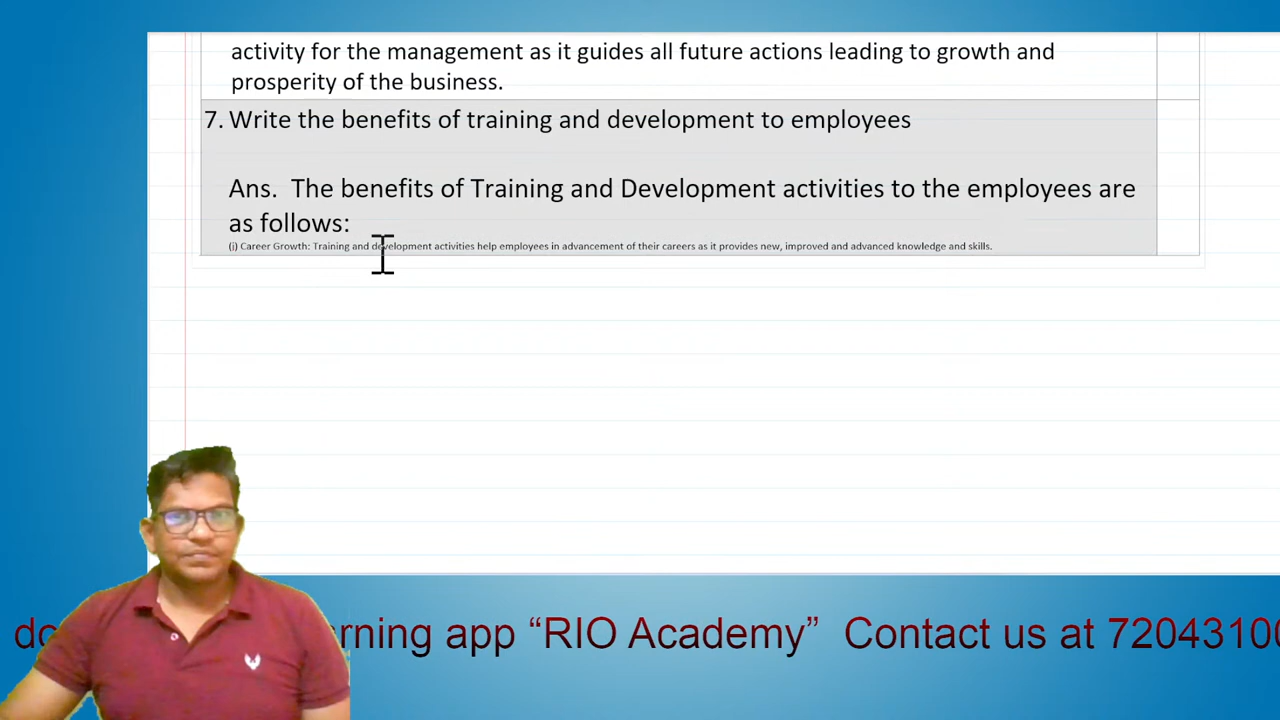 activity for the management as it guides all future actions leading to growth and
prosperity of the business.
7. Write the benefits of training and development to employees
Ans.  The benefits of Training and Development activities to the employees are
as follows:
(i) Career Growth: Training and development activities help employees in advancement of their careers as it provides new, improved and advanced knowledge and skills.
app “RIO Academy”  Contact us at